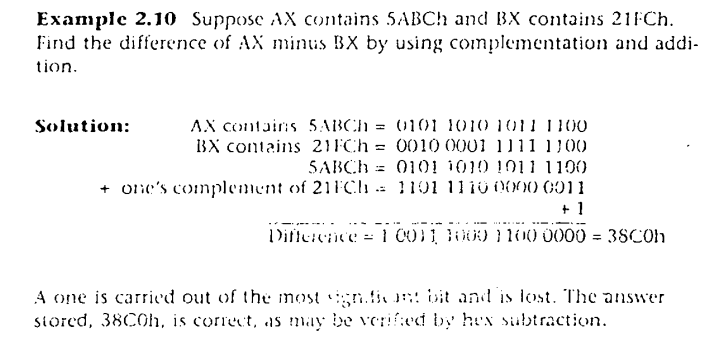 Example 2.10 Suppose AX contains 5ABCh and BX contains 21FCh.
Find the difference of AX minus BX by using complementation and addi-
tion.
Solution: AX contains 5ABCh = 0101 1010 1011 1100
BX contains 21FCh = 0010 0001 1111 1100
5ABCh = 0101 1010 1011 1100
+ one's complement of 21FCh = 1101 1110 0000 0011
+ 1
Difference = 1 0011 1000 1100 0000 = 38C0h
A one is carried out of the most significant bit and is lost. The answer
stored, 38C0h, is correct, as may be verified by hex subtraction.